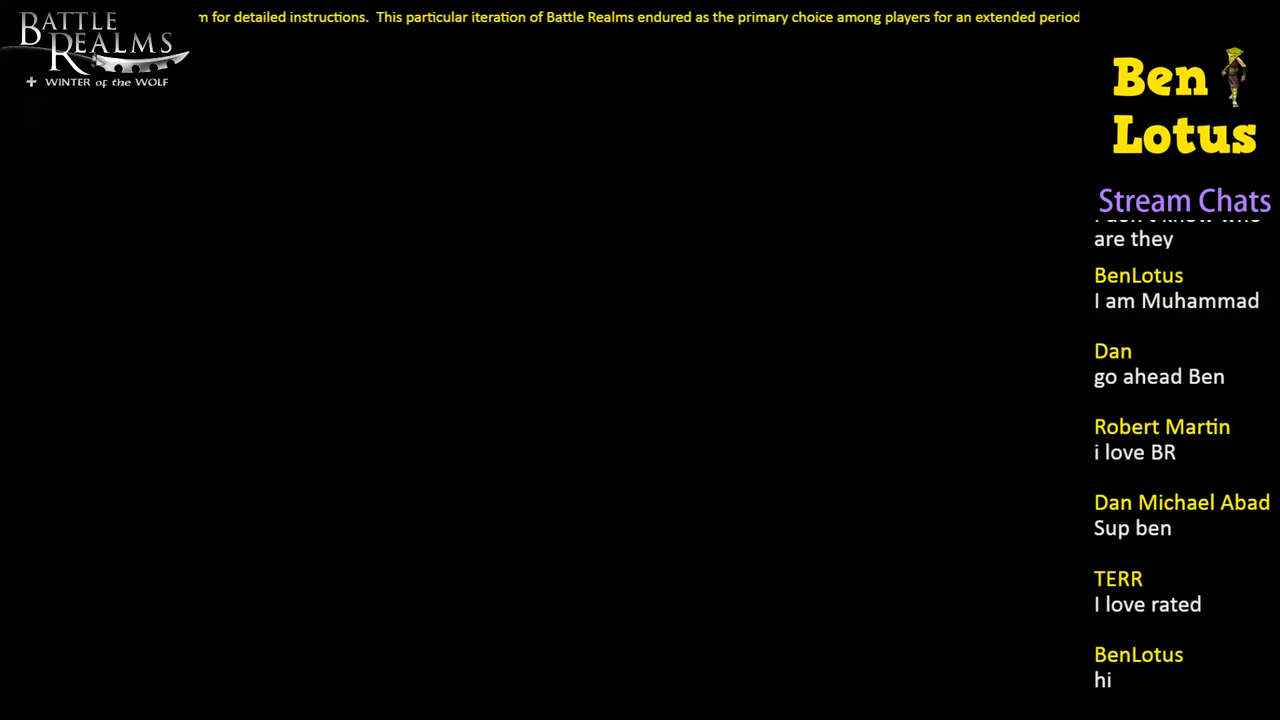 m for detailed instructions.  This particular iteration of Battle Realms endured as the primary choice among players for an extended period
BATTLE
REALMS
+ WINTER of the WOLF
Ben
Lotus
Stream Chats
are they
BenLotus
I am Muhammad
Dan
go ahead Ben
Robert Martin
i love BR
Dan Michael Abad
Sup ben
TERR
I love rated
BenLotus
hi